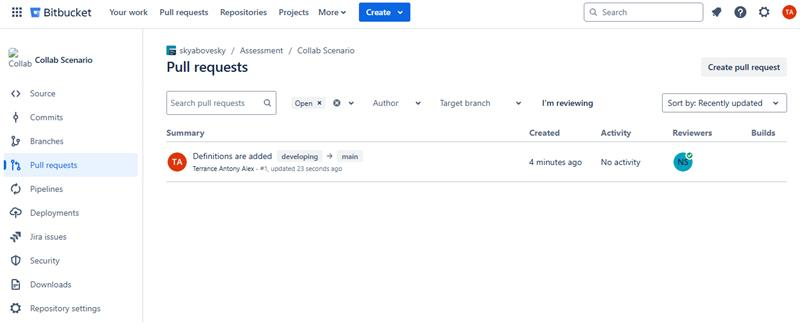 Bitbucket Your work Pull requests Repositories Projects More Create Search TA
Collab
Collab Scenario
Source
Commits
Branches
Pull requests
Pipelines
Deployments
Jira issues
Security
Downloads
Repository settings
skyabovesky / Assessment / Collab Scenario
Pull requests
Create pull request
Search pull requests Open Author Target branch I'm reviewing Sort by: Recently updated
Summary Created Activity Reviewers Builds
TA Definitions are added developing → main 4 minutes ago No activity NS
Terrance Antony Alex - #1, updated 23 seconds ago